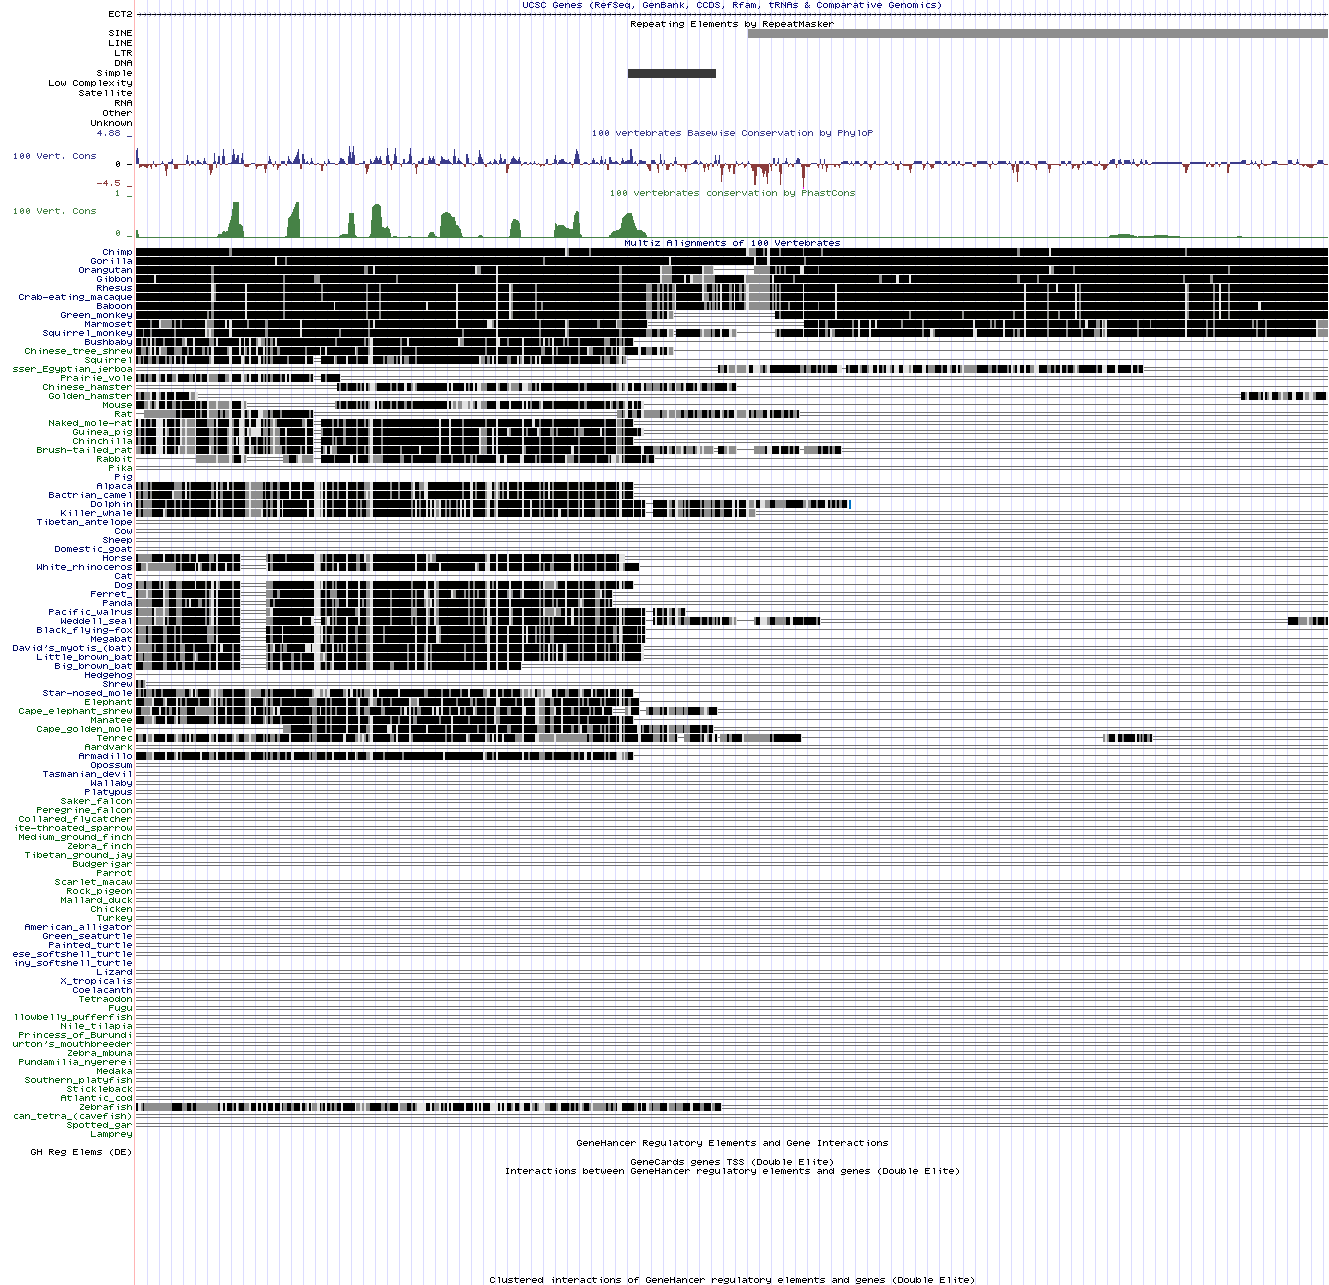 UCSC Genes (RefSeq, GenBank, CCDS, Rfam, tRNAs & Comparative Genomics)
ECT2
Repeating Elements by RepeatMasker
SINE
LINE
LTR
DNA
Simple
Low Complexity
Satellite
RNA
Other
Unknown
4.88 _
100 vertebrates Basewise Conservation by PhyloP
100 Vert. Cons
0 _
-4.5 _
1 _
100 vertebrates conservation by PhastCons
100 Vert. Cons
0 _
Multiz Alignments of 100 Vertebrates
Chimp
Gorilla
Orangutan
Gibbon
Rhesus
Crab-eating_macaque
Baboon
Green_monkey
Marmoset
Squirrel_monkey
Bushbaby
Chinese_tree_shrew
Squirrel
sser_Egyptian_jerboa
Prairie_vole
Chinese_hamster
Golden_hamster
Mouse
Rat
Naked_mole-rat
Guinea_pig
Chinchilla
Brush-tailed_rat
Rabbit
Pika
Pig
Alpaca
Bactrian_camel
Dolphin
Killer_whale
Tibetan_antelope
Cow
Sheep
Domestic_goat
Horse
White_rhinoceros
Cat
Dog
Ferret_
Panda
Pacific_walrus
Weddell_seal
Black_flying-fox
Megabat
David's_myotis_(bat)
Little_brown_bat
Big_brown_bat
Hedgehog
Shrew
Star-nosed_mole
Elephant
Cape_elephant_shrew
Manatee
Cape_golden_mole
Tenrec
Aardvark
Armadillo
Opossum
Tasmanian_devil
Wallaby
Platypus
Saker_falcon
Peregrine_falcon
Collared_flycatcher
ite-throated_sparrow
Medium_ground_finch
Zebra_finch
Tibetan_ground_jay
Budgerigar
Parrot
Scarlet_macaw
Rock_pigeon
Mallard_duck
Chicken
Turkey
American_alligator
Green_seaturtle
Painted_turtle
ese_softshell_turtle
iny_softshell_turtle
Lizard
X_tropicalis
Coelacanth
Tetraodon
Fugu
llowbelly_pufferfish
Nile_tilapia
Princess_of_Burundi
urton's_mouthbreeder
Zebra_mbuna
Pundamilia_nyererei
Medaka
Southern_platyfish
Stickleback
Atlantic_cod
Zebrafish
can_tetra_(cavefish)
Spotted_gar
Lamprey
GeneHancer Regulatory Elements and Gene Interactions
GH Reg Elems (DE)
GeneCards genes TSS (Double Elite)
Interactions between GeneHancer regulatory elements and genes (Double Elite)
Clustered interactions of GeneHancer regulatory elements and genes (Double Elite)